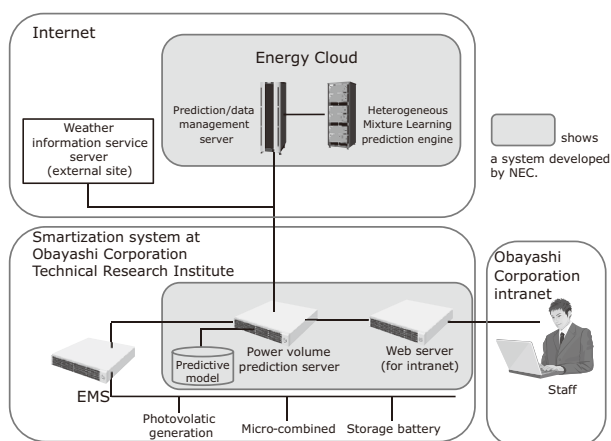 Internet
Energy Cloud
Prediction/data
management
server
Heterogeneous
Mixture Learning
prediction engine
Weather
information service
server
(external site)
shows
a system developed
by NEC.
Smartization system at
Obayashi Corporation
Technical Research Institute
Obayashi
Corporation
intranet
Predictive
model
Power volume
prediction server
Web server
(for intranet)
Staff
EMS
Photovolatic
generation
Micro-combined
Storage battery